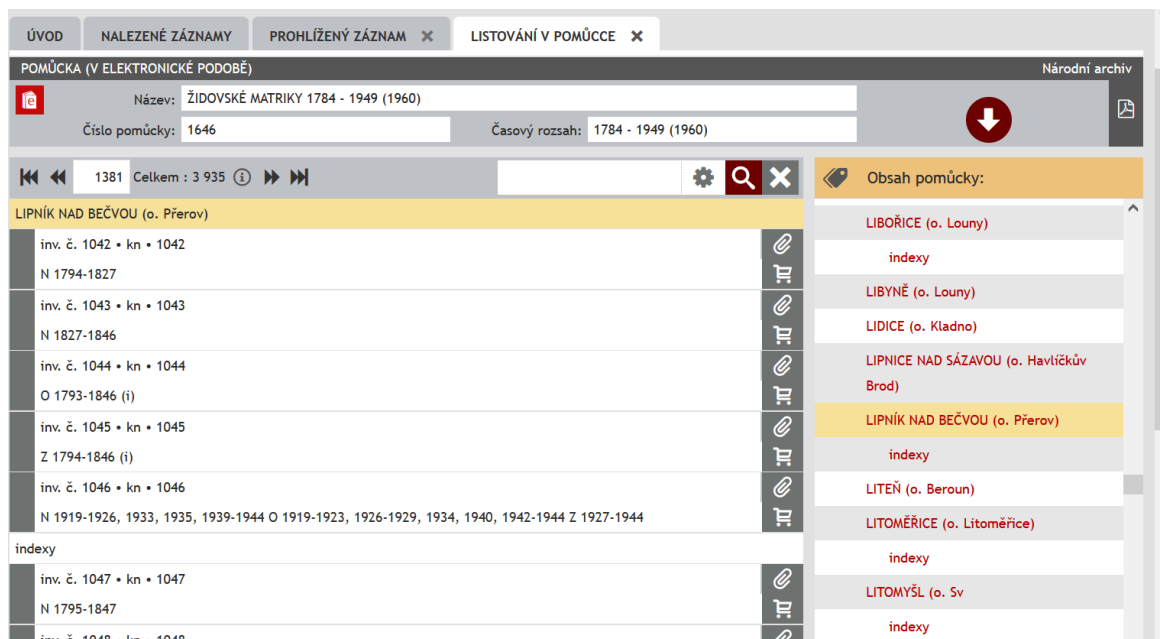 ÚVOD NALEZENÉ ZÁZNAMY PROHLÍŽENÝ ZÁZNAM LISTOVÁNÍ V POMŮCCE
POMŮCKA (V ELEKTRONICKÉ PODOBĚ) Národní archiv
Název: ŽIDOVSKÉ MATRIKY 1784 - 1949 (1960)
Číslo pomůcky: 1646 Časový rozsah: 1784 - 1949 (1960)
1381 Celkem : 3 935
LIPNÍK NAD BEČVOU (o. Přerov)
inv. č. 1042 • kn • 1042
N 1794-1827
inv. č. 1043 • kn • 1043
N 1827-1846
inv. č. 1044 • kn • 1044
O 1793-1846 (i)
inv. č. 1045 • kn • 1045
Z 1794-1846 (i)
inv. č. 1046 • kn • 1046
N 1919-1926, 1933, 1935, 1939-1944 O 1919-1923, 1926-1929, 1934, 1940, 1942-1944 Z 1927-1944
indexy
inv. č. 1047 • kn • 1047
N 1795-1847
inv. č. 1048 • kn • 1048
Obsah pomůcky:
LIBOŘICE (o. Louny)
indexy
LIBYNĚ (o. Louny)
LIDICE (o. Kladno)
LIPNICE NAD SÁZAVOU (o. Havlíčkův
Brod)
LIPNÍK NAD BEČVOU (o. Přerov)
indexy
LITEŇ (o. Beroun)
LITOMĚŘICE (o. Litoměřice)
indexy
LITOMYŠL (o. Sv
indexy